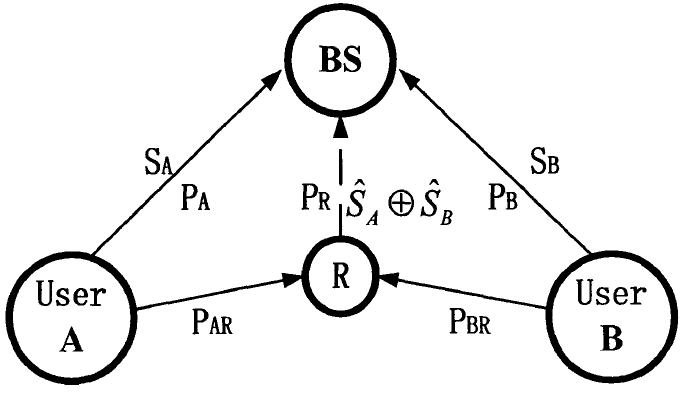 BS
SA
PA
PR
Ŝ_A ⊕ Ŝ_B
SB
PB
User
A
R
User
B
PAR
PBR